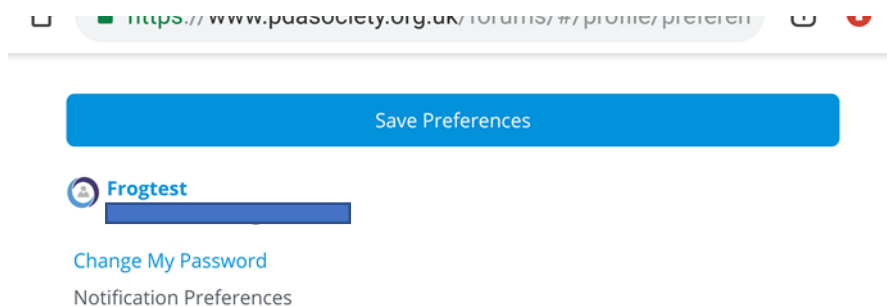 https://www.pdasociety.org.uk/forums/#/profile/preferen
Save Preferences
Frogtest
Change My Password
Notification Preferences